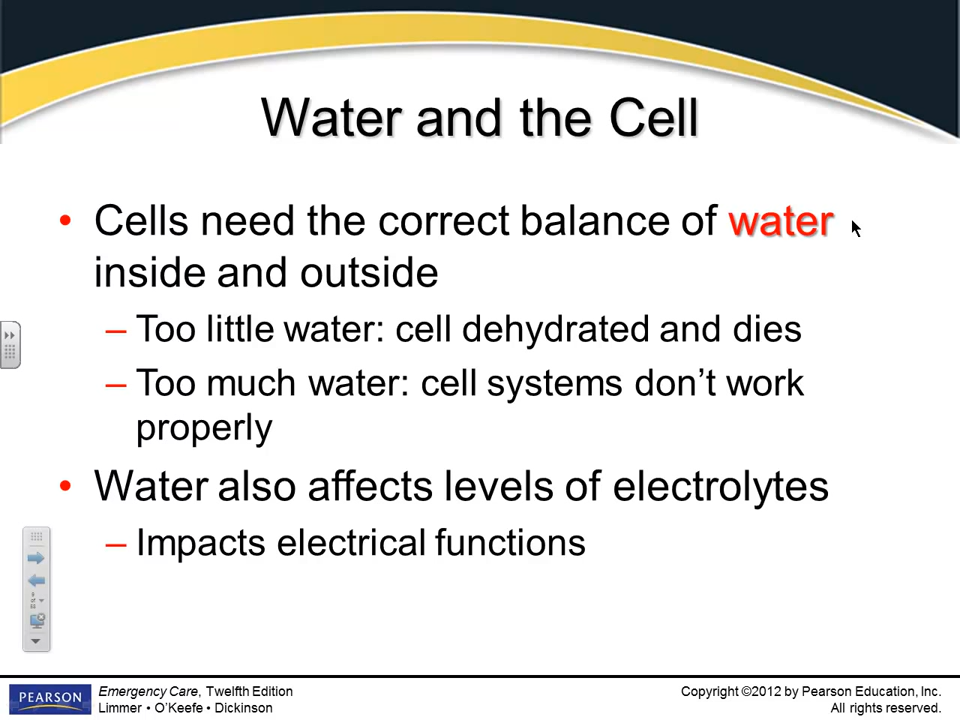 Water and the Cell
• Cells need the correct balance of water
inside and outside
– Too little water: cell dehydrated and dies
– Too much water: cell systems don’t work
properly
• Water also affects levels of electrolytes
– Impacts electrical functions
PEARSON
Emergency Care, Twelfth Edition
Limmer • O’Keefe • Dickinson
Copyright ©2012 by Pearson Education, Inc.
All rights reserved.